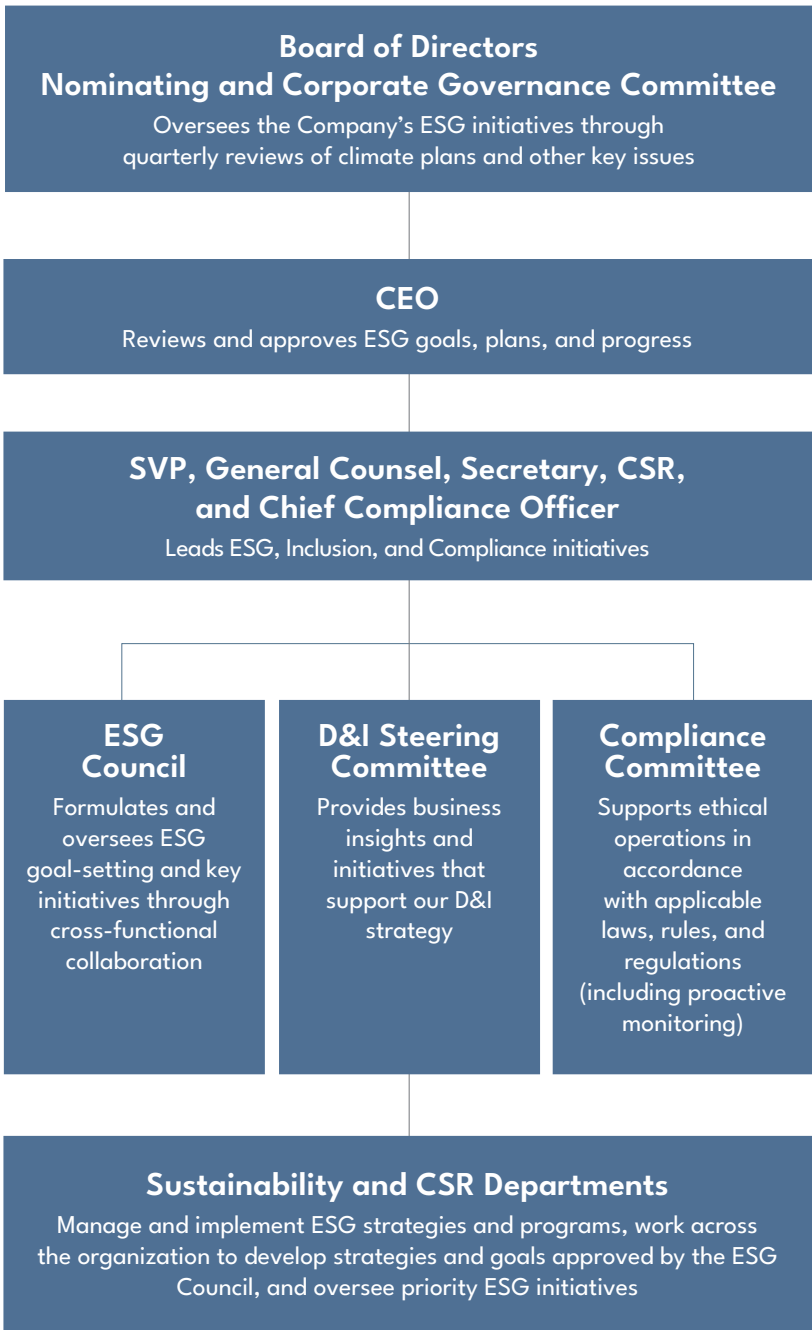 Board of Directors
Nominating and Corporate Governance Committee
Oversees the Company’s ESG initiatives through
quarterly reviews of climate plans and other key issues
CEO
Reviews and approves ESG goals, plans, and progress
SVP, General Counsel, Secretary, CSR,
and Chief Compliance Officer
Leads ESG, Inclusion, and Compliance initiatives
ESG
Council
Formulates and
oversees ESG
goal-setting and key
initiatives through
cross-functional
collaboration
D&I Steering
Committee
Provides business
insights and
initiatives that
support our D&I
strategy
Compliance
Committee
Supports ethical
operations in
accordance
with applicable
laws, rules, and
regulations
(including proactive
monitoring)
Sustainability and CSR Departments
Manage and implement ESG strategies and programs, work across
the organization to develop strategies and goals approved by the ESG
Council, and oversee priority ESG initiatives